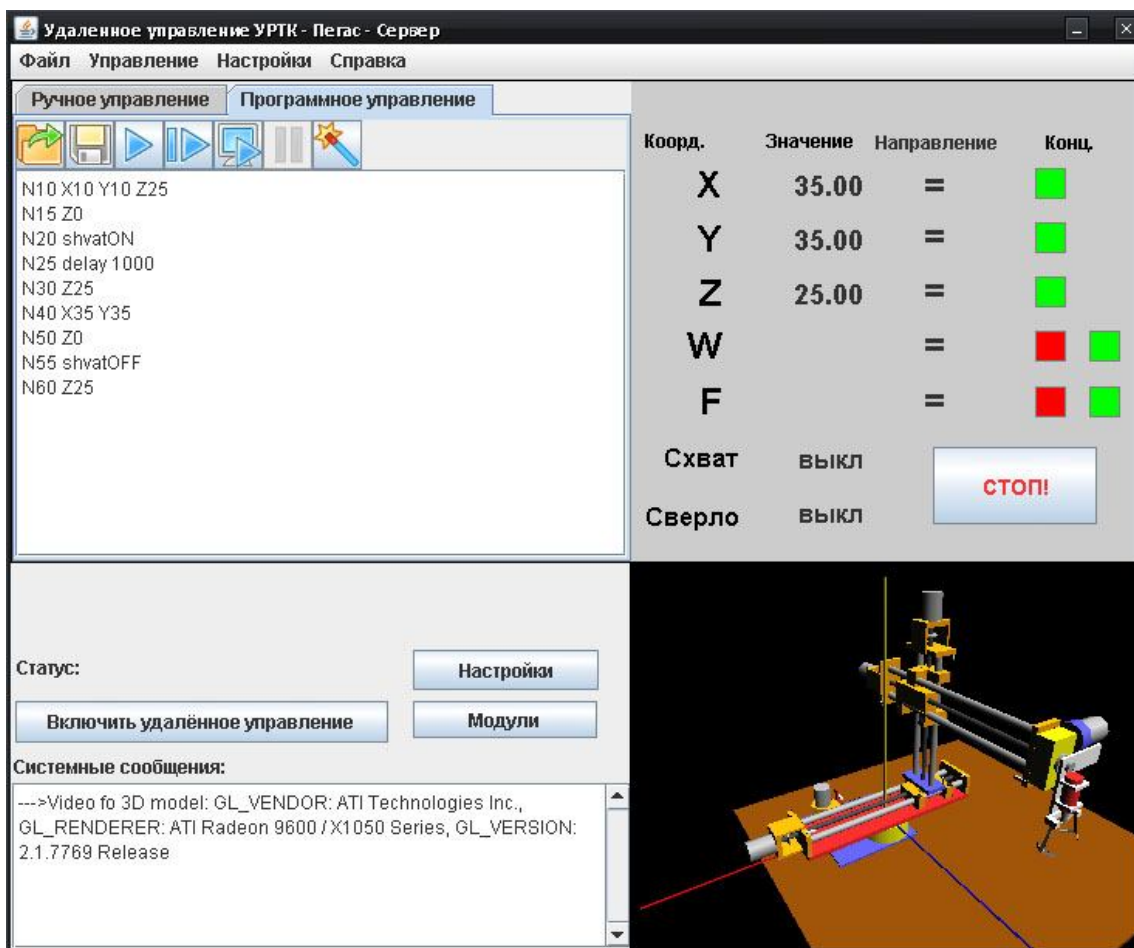 Удаленное управление УРТК - Пегас - Сервер
Файл Управление Настройки Справка
Ручное управление Программное управление
N10 X10 Y10 Z25
N15 Z0
N20 shvatON
N25 delay 1000
N30 Z25
N40 X35 Y35
N50 Z0
N55 shvatOFF
N60 Z25
Коорд. Значение Направление Конц.
X 35.00 =
Y 35.00 =
Z 25.00 =
W =
F =
Схват ВЫКЛ
Сверло ВЫКЛ
СТОП!
Статус:
Настройки
Включить удалённое управление
Модули
Системные сообщения:
--->Video fo 3D model: GL_VENDOR: ATI Technologies Inc.,
GL_RENDERER: ATI Radeon 9600 / X1050 Series, GL_VERSION:
2.1.7769 Release